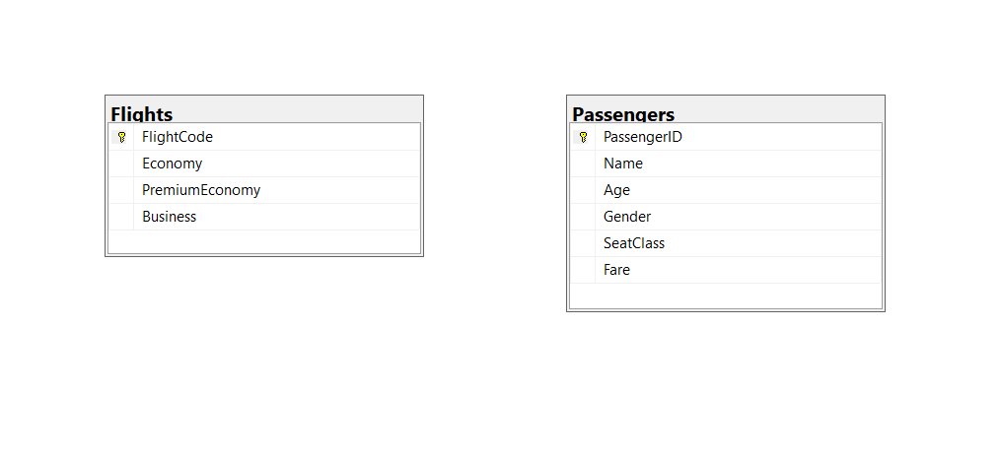 Flights
FlightCode
Economy
PremiumEconomy
Business
Passengers
PassengerID
Name
Age
Gender
SeatClass
Fare